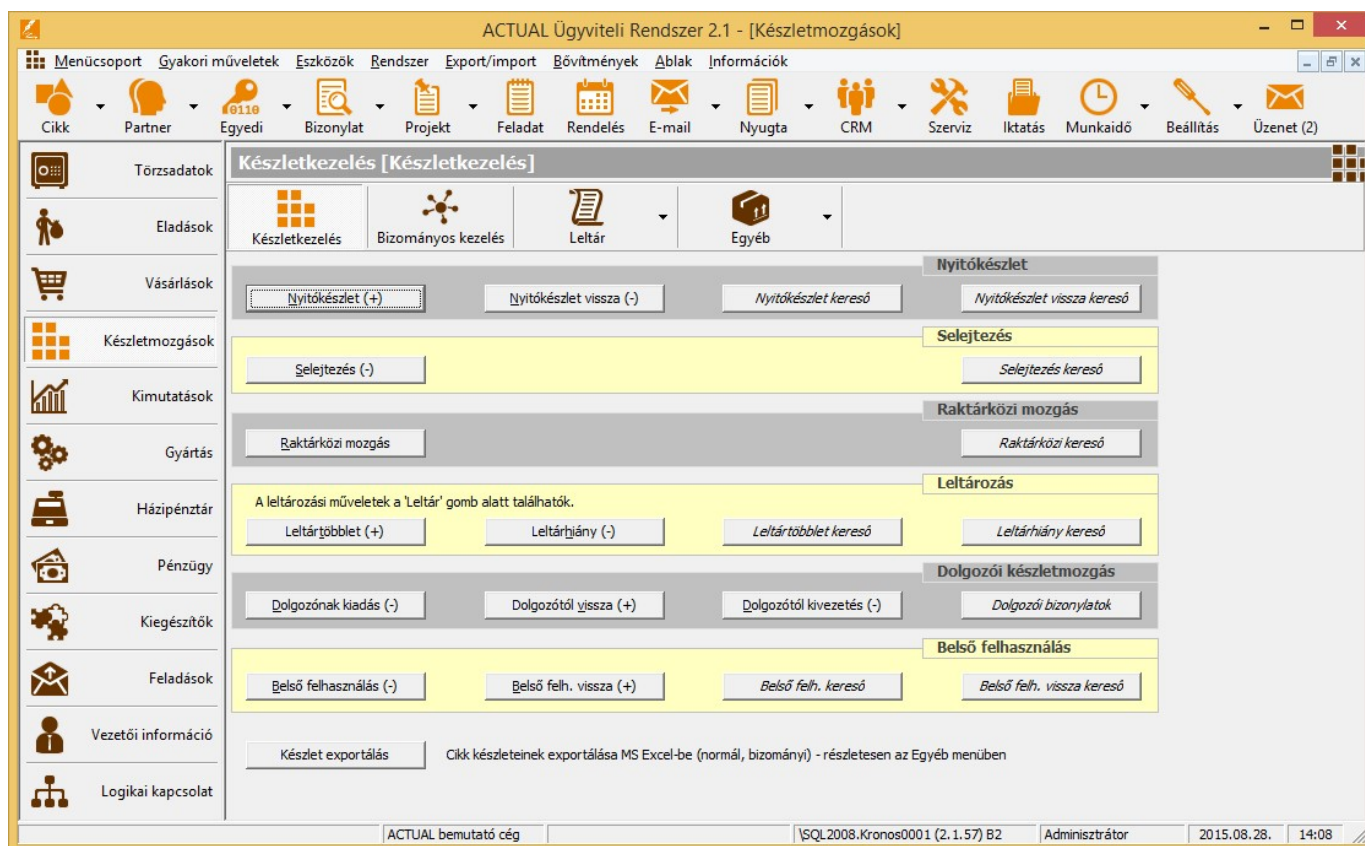 ACTUAL Ügyviteli Rendszer 2.1 - [Készletmozgások]
Menücsoport Gyakori műveletek Eszközök Rendszer Export/import Bővítmények Ablak Információk
0110
Cikk Partner Egyedi Bizonylat Projekt Feladat Rendelés E-mail Nyugta CRM Szerviz Iktatás Munkaidő Beállítás Üzenet (2)
Törzsadatok
Eladások
Vásárlások
Készletmozgások
Kimutatások
Gyártás
Házipénztár
Pénzügy
Kiegészítők
Feladások
Vezetői információ
Logikai kapcsolat
Készletkezelés [Készletkezelés]
Készletkezelés Bizományos kezelés Leltár Egyéb
Nyitókészlet
Nyitókészlet (+) Nyitókészlet vissza (-) Nyitókészlet kereső Nyitókészlet vissza kereső
Selejtezés
Selejtezés (-) Selejtezés kereső
Raktárközi mozgás
Raktárközi mozgás Raktárközi kereső
Leltározás
A leltározási műveletek a 'Leltár' gomb alatt találhatók.
Leltártöbblet (+) Leltárhiány (-) Leltártöbblet kereső Leltárhiány kereső
Dolgozói készletmozgás
Dolgozónak kiadás (-) Dolgozótól vissza (+) Dolgozótól kivezetés (-) Dolgozói bizonylatok
Belső felhasználás
Belső felhasználás (-) Belső felh. vissza (+) Belső felh. kereső Belső felh. vissza kereső
Készlet exportálás Cikk készleteinek exportálása MS Excel-be (normál, bizományi) - részletesen az Egyéb menüben
ACTUAL bemutató cég \SQL2008.Kronos0001 (2.1.57) B2 Adminisztrátor 2015.08.28. 14:08